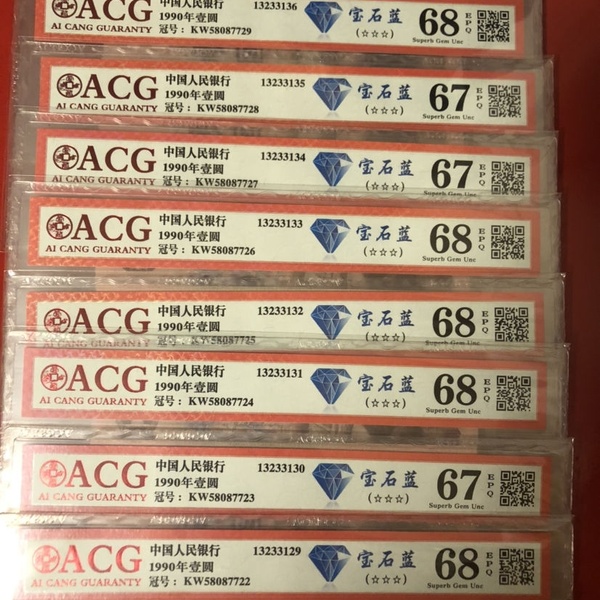 ACG 中国人民银行 13233136 宝石蓝 68 EPQ
AI CANG GUARANTY 1990年壹圆 (☆☆☆) Superb Gem Unc
冠号: KW58087729
ACG 中国人民银行 13233135 宝石蓝 67 EPQ
AI CANG GUARANTY 1990年壹圆 (☆☆☆) Superb Gem Unc
冠号: KW58087728
ACG 中国人民银行 13233134 宝石蓝 67 EPQ
AI CANG GUARANTY 1990年壹圆 (☆☆☆) Superb Gem Unc
冠号: KW58087727
ACG 中国人民银行 13233133 宝石蓝 68 EPQ
AI CANG GUARANTY 1990年壹圆 (☆☆☆) Superb Gem Unc
冠号: KW58087726
ACG 中国人民银行 13233132 宝石蓝 68 EPQ
AI CANG GUARANTY 1990年壹圆 (☆☆☆) Superb Gem Unc
冠号: KW58087725
ACG 中国人民银行 13233131 宝石蓝 68 EPQ
AI CANG GUARANTY 1990年壹圆 (☆☆☆) Superb Gem Unc
冠号: KW58087724
ACG 中国人民银行 13233130 宝石蓝 67 EPQ
AI CANG GUARANTY 1990年壹圆 (☆☆☆) Superb Gem Unc
冠号: KW58087723
ACG 中国人民银行 13233129 宝石蓝 68 EPQ
AI CANG GUARANTY 1990年壹圆 (☆☆☆) Superb Gem Unc
冠号: KW58087722